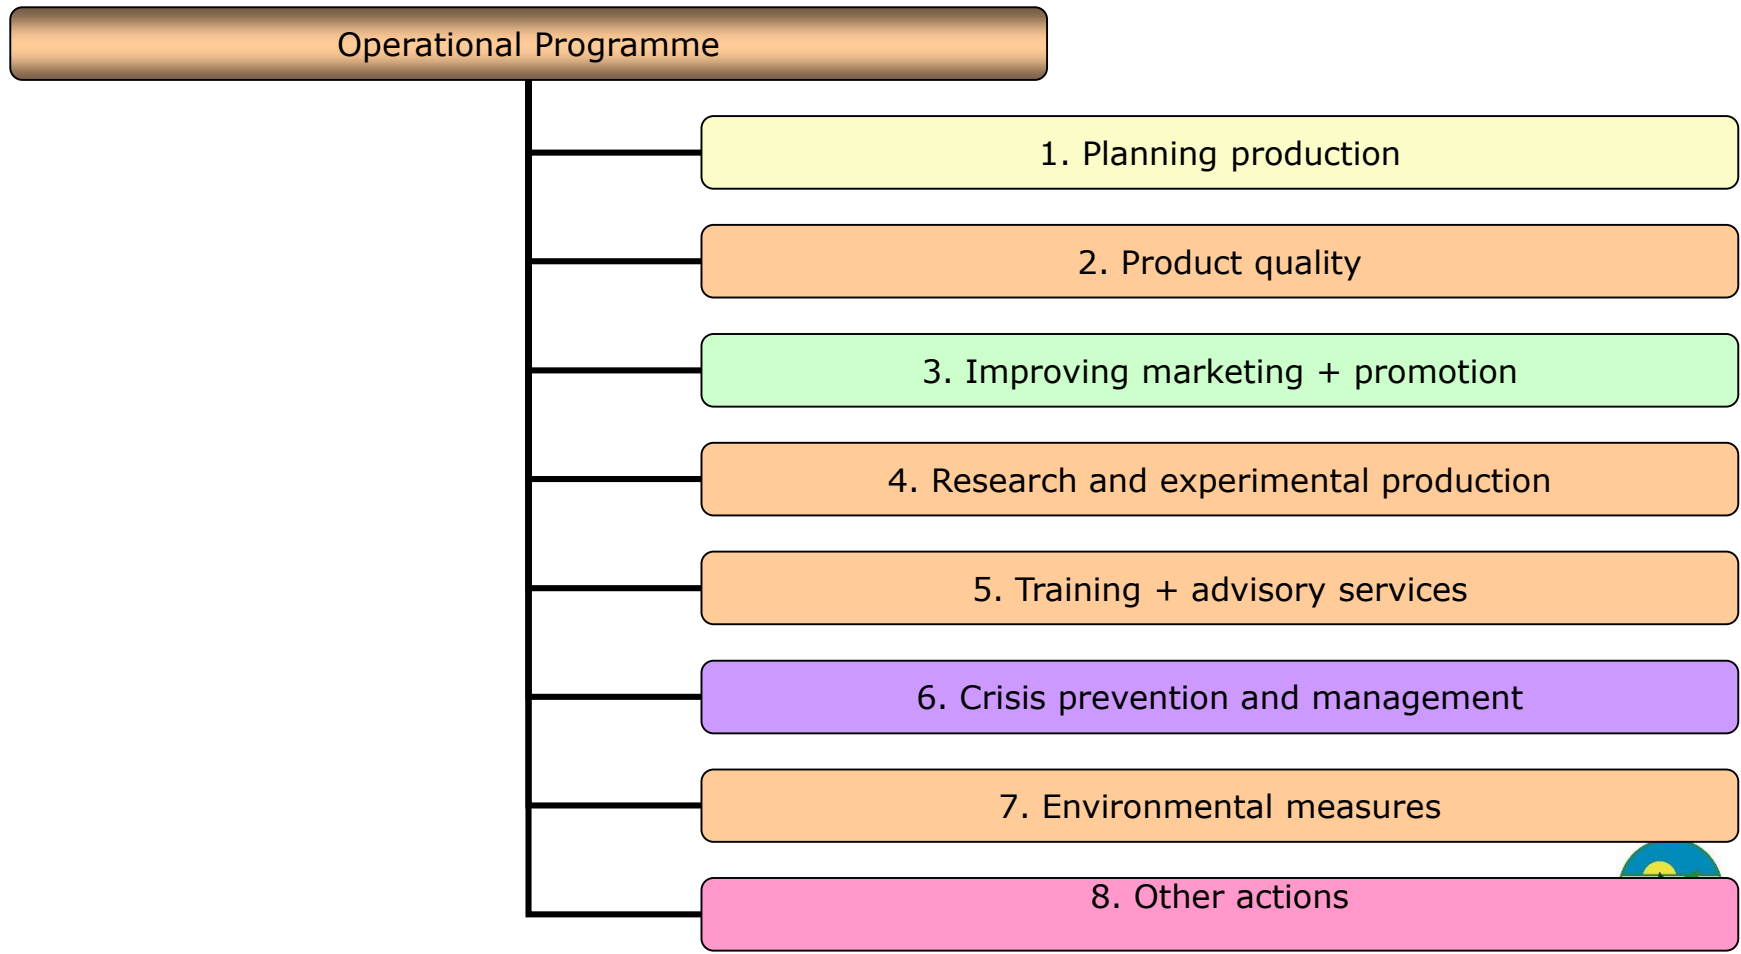 Operational Programme
1. Planning production
2. Product quality
3. Improving marketing + promotion
4. Research and experimental production
5. Training + advisory services
6. Crisis prevention and management
7. Environmental measures
8. Other actions